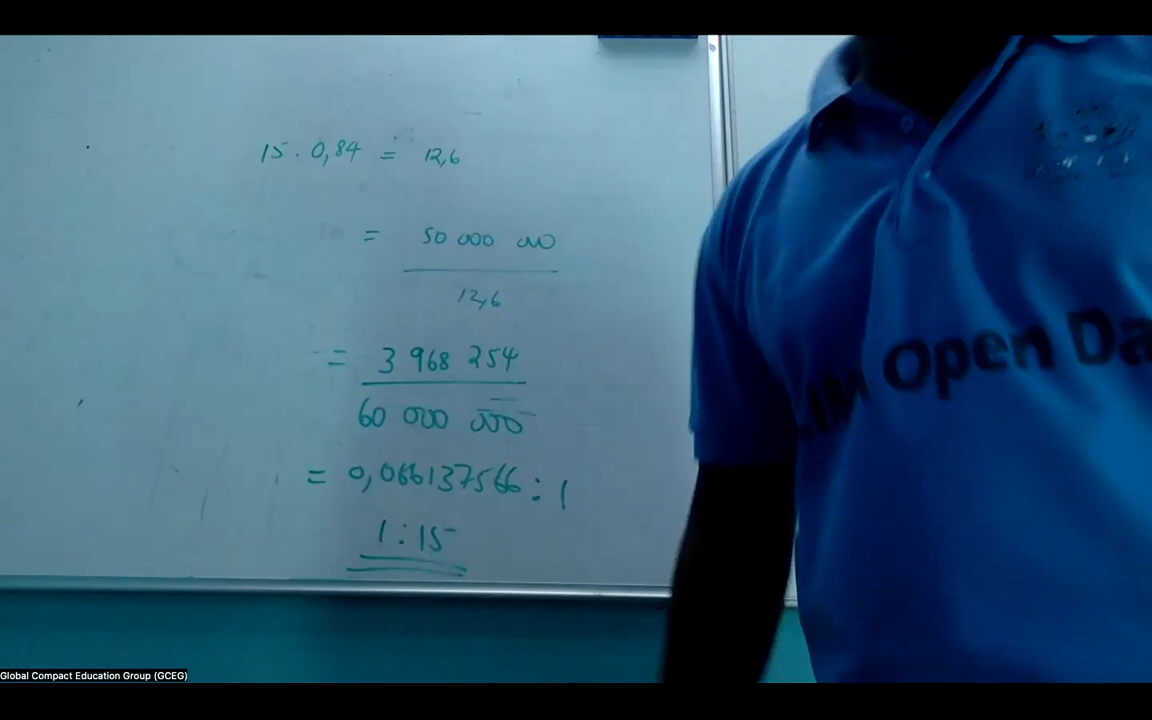 15 . 0,84 = 12,6
= 50 000 000
12,6
= 3 968 254
60 000 000
= 0,066137566 : 1
1 : 15
Open Da
Global Compact Education Group (GCEG)